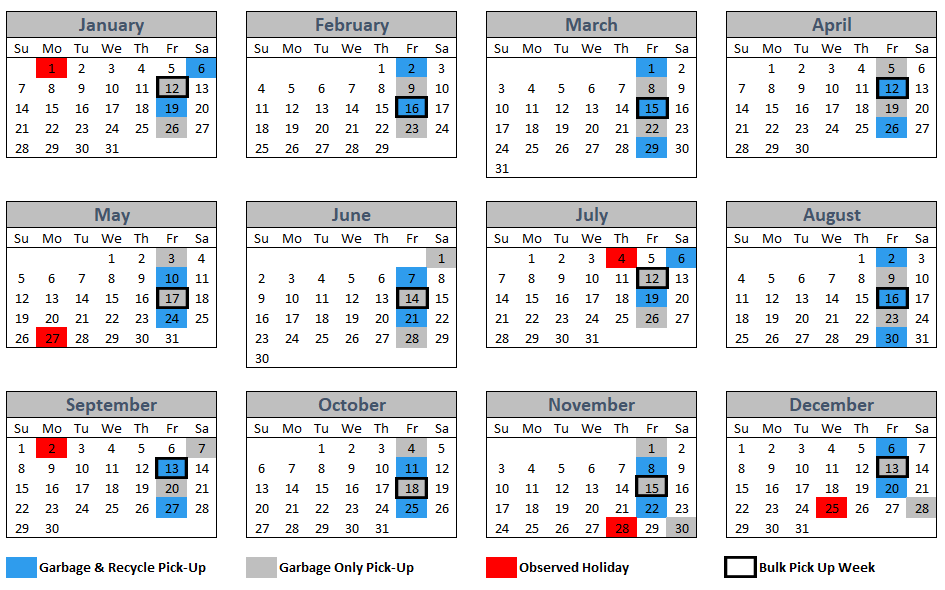 January February March April
Su Mo Tu We Th Fr Sa Su Mo Tu We Th Fr Sa Su Mo Tu We Th Fr Sa Su Mo Tu We Th Fr Sa
1 2 3 4 5 6 1 2 3 1 2 1 2 3 4 5 6
7 8 9 10 11 12 13 4 5 6 7 8 9 10 3 4 5 6 7 8 9 7 8 9 10 11 12 13
14 15 16 17 18 19 20 11 12 13 14 15 16 17 10 11 12 13 14 15 16 14 15 16 17 18 19 20
21 22 23 24 25 26 27 18 19 20 21 22 23 24 17 18 19 20 21 22 23 21 22 23 24 25 26 27
28 29 30 31 25 26 27 28 29 24 25 26 27 28 29 30 28 29 30
31
May June July August
Su Mo Tu We Th Fr Sa Su Mo Tu We Th Fr Sa Su Mo Tu We Th Fr Sa Su Mo Tu We Th Fr Sa
1 2 3 4 1 1 2 3 4 5 6 1 2 3
5 6 7 8 9 10 11 2 3 4 5 6 7 8 7 8 9 10 11 12 13 4 5 6 7 8 9 10
12 13 14 15 16 17 18 9 10 11 12 13 14 15 14 15 16 17 18 19 20 11 12 13 14 15 16 17
19 20 21 22 23 24 25 16 17 18 19 20 21 22 21 22 23 24 25 26 27 18 19 20 21 22 23 24
26 27 28 29 30 31 23 24 25 26 27 28 29 28 29 30 31 25 26 27 28 29 30 31
30
September October November December
Su Mo Tu We Th Fr Sa Su Mo Tu We Th Fr Sa Su Mo Tu We Th Fr Sa Su Mo Tu We Th Fr Sa
1 2 3 4 5 6 7 1 2 3 4 5 1 2 1 2 3 4 5 6 7
8 9 10 11 12 13 14 6 7 8 9 10 11 12 3 4 5 6 7 8 9 8 9 10 11 12 13 14
15 16 17 18 19 20 21 13 14 15 16 17 18 19 10 11 12 13 14 15 16 15 16 17 18 19 20 21
22 23 24 25 26 27 28 20 21 22 23 24 25 26 17 18 19 20 21 22 23 22 23 24 25 26 27 28
29 30 27 28 29 30 31 24 25 26 27 28 29 30 29 30 31
Garbage & Recycle Pick-Up Garbage Only Pick-Up Observed Holiday Bulk Pick Up Week